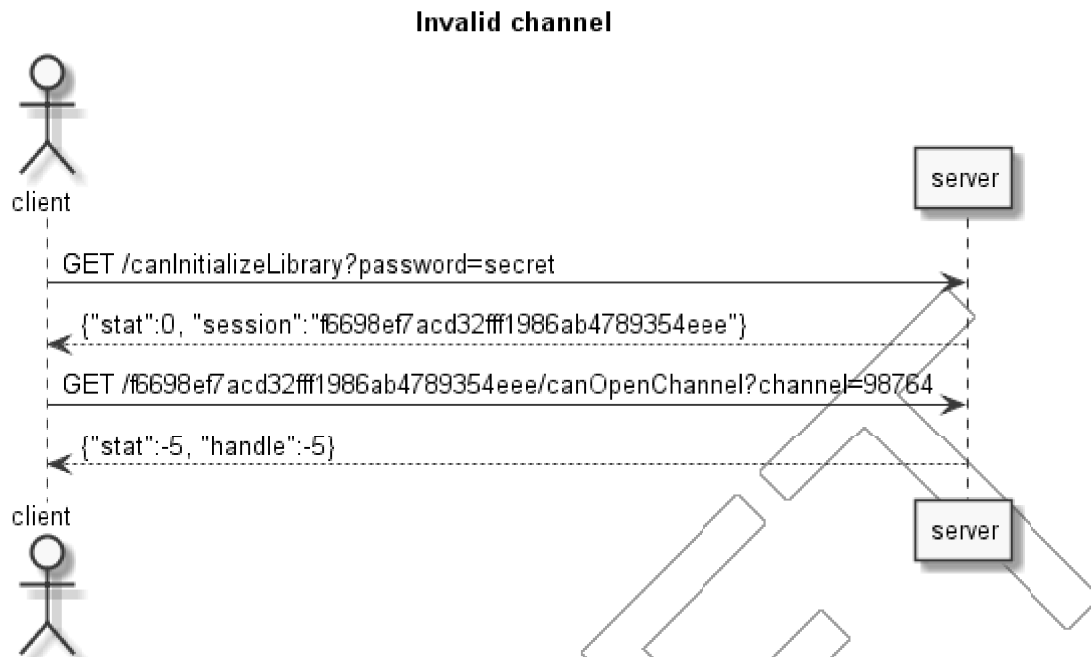 Invalid channel
client
server
GET /canInitializeLibrary?password=secret
{"stat":0, "session":"f6698ef7acd32fff1986ab4789354eee"}
GET /f6698ef7acd32fff1986ab4789354eee/canOpenChannel?channel=98764
{"stat":-5, "handle":-5}
client
server